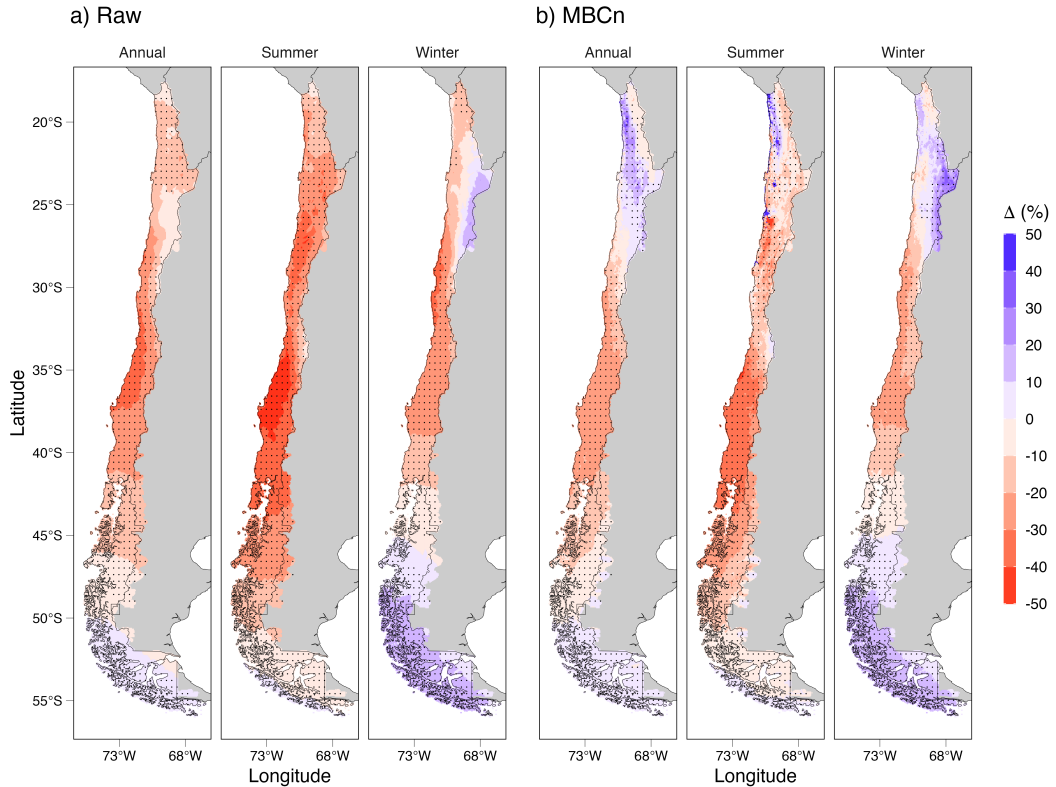 a) Raw
b) MBCn
Annual
Summer
Winter
Annual
Summer
Winter
20°S
25°S
30°S
35°S
40°S
45°S
50°S
55°S
Latitude
73°W 68°W
73°W 68°W
73°W 68°W
73°W 68°W
73°W 68°W
73°W 68°W
Longitude
Longitude
Δ (%)
50
40
30
20
10
0
-10
-20
-30
-40
-50